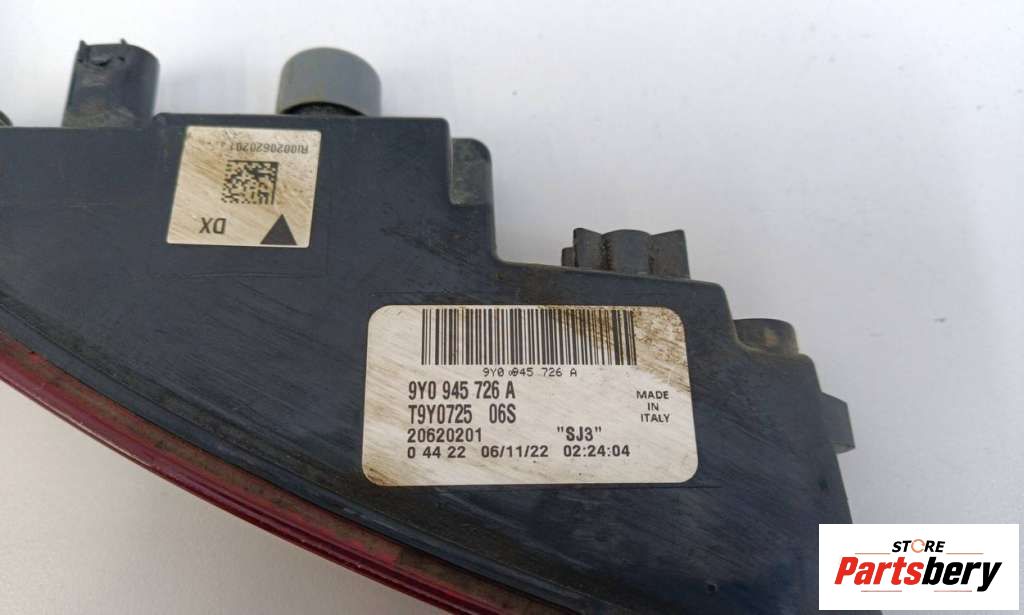 RI0020620201
DX
9Y0 945 726 A
9Y0 945 726 A
T9Y0725 06S
20620201 "SJ3"
0 44 22 06/11/22 02:24:04
MADE
IN
ITALY
STORE
Partsbery